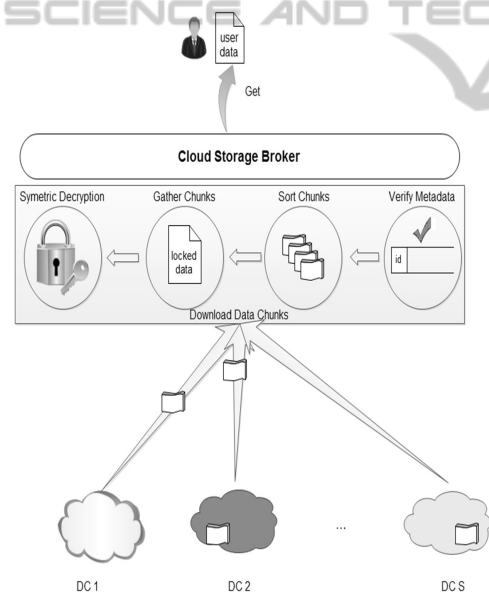 SCIENCE AND TEC
user
data
Get
Cloud Storage Broker
Symetric Decryption
Gather Chunks
Sort Chunks
Verify Metadata
locked
data
id
Download Data Chunks
...
DC 1
DC 2
DC S